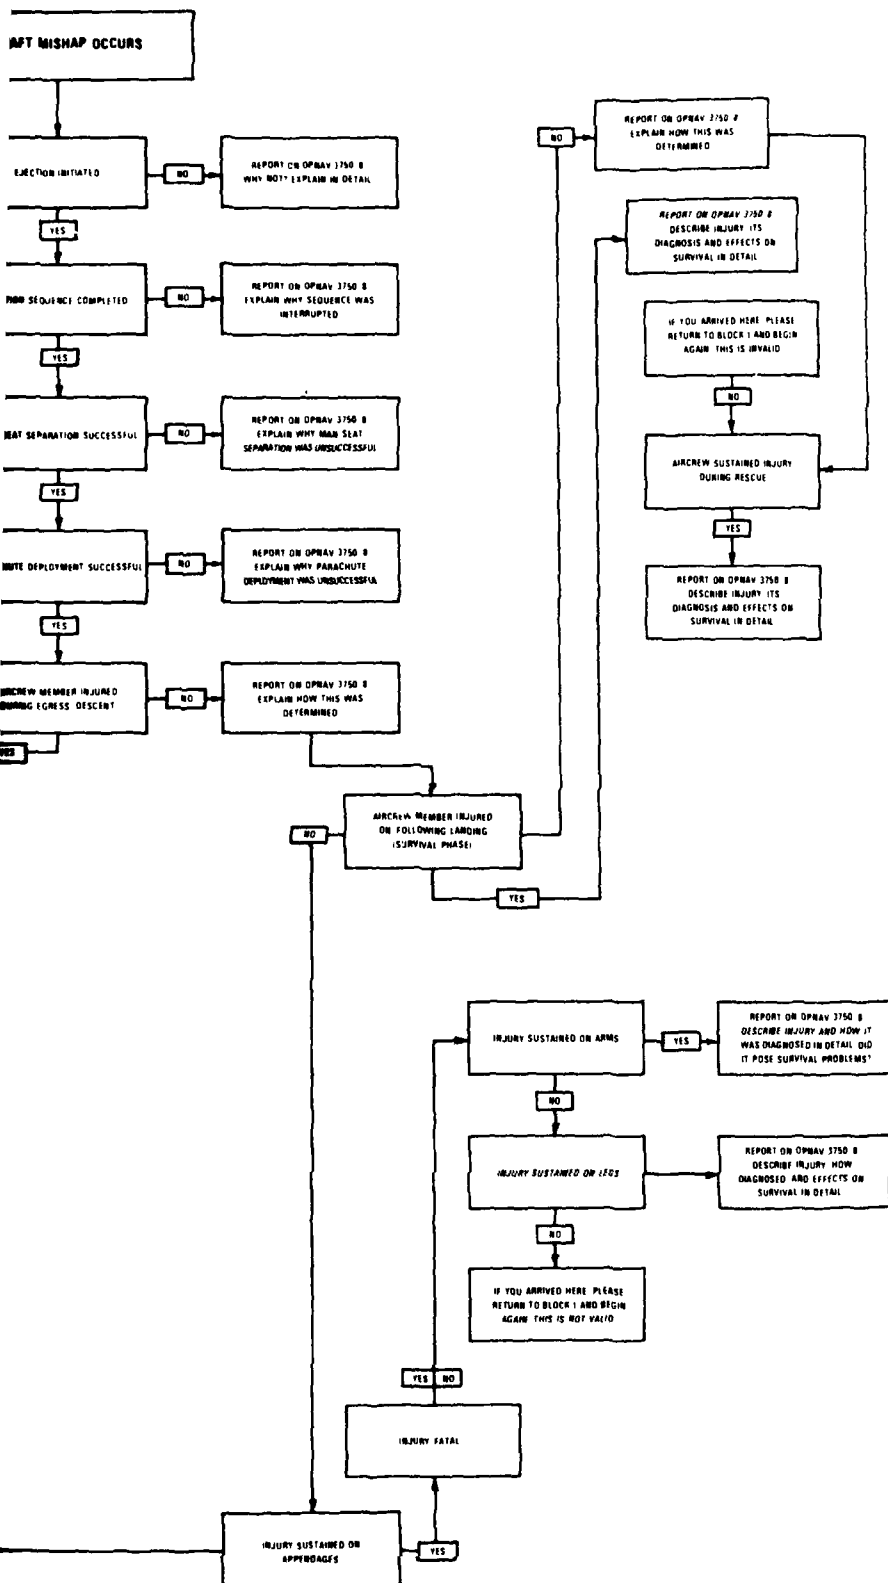 AFT MISHAP OCCURS
EJECTION INITIATED
NO
REPORT ON OPNAV 3750 8
WHY NOT? EXPLAIN IN DETAIL
YES
SEQUENCE COMPLETED
NO
REPORT ON OPNAV 3750 8
EXPLAIN WHY SEQUENCE WAS
INTERRUPTED
YES
SEAT SEPARATION SUCCESSFUL
NO
REPORT ON OPNAV 3750 8
EXPLAIN WHY MAN SEAT
SEPARATION WAS UNSUCCESSFUL
YES
DEPLOYMENT SUCCESSFUL
NO
REPORT ON OPNAV 3750 8
EXPLAIN WHY PARACHUTE
DEPLOYMENT WAS UNSUCCESSFUL
YES
AIRCREW MEMBER INJURED
DURING EGRESS DESCENT
NO
REPORT ON OPNAV 3750 8
EXPLAIN HOW THIS WAS
DETERMINED
AIRCREW MEMBER INJURED
ON FOLLOWING LANDING
(SURVIVAL PHASE)
NO
YES
NO
REPORT ON OPNAV 3750 8
EXPLAIN HOW THIS WAS
DETERMINED
REPORT ON OPNAV 3750 8
DESCRIBE INJURY ITS
DIAGNOSIS AND EFFECTS ON
SURVIVAL IN DETAIL
IF YOU ARRIVED HERE PLEASE
RETURN TO BLOCK 1 AND BEGIN
AGAIN THIS IS INVALID
NO
AIRCREW SUSTAINED INJURY
DURING RESCUE
YES
REPORT ON OPNAV 3750 8
DESCRIBE INJURY ITS
DIAGNOSIS AND EFFECTS ON
SURVIVAL IN DETAIL
INJURY SUSTAINED ON ARMS
YES
REPORT ON OPNAV 3750 8
DESCRIBE INJURY AND HOW IT
WAS DIAGNOSED IN DETAIL DID
IT POSE SURVIVAL PROBLEMS?
NO
INJURY SUSTAINED ON LEGS
REPORT ON OPNAV 3750 8
DESCRIBE INJURY HOW
DIAGNOSED AND EFFECTS ON
SURVIVAL IN DETAIL
NO
IF YOU ARRIVED HERE PLEASE
RETURN TO BLOCK 1 AND BEGIN
AGAIN THIS IS NOT VALID
YES NO
INJURY FATAL
INJURY SUSTAINED ON
APPENDAGES
YES